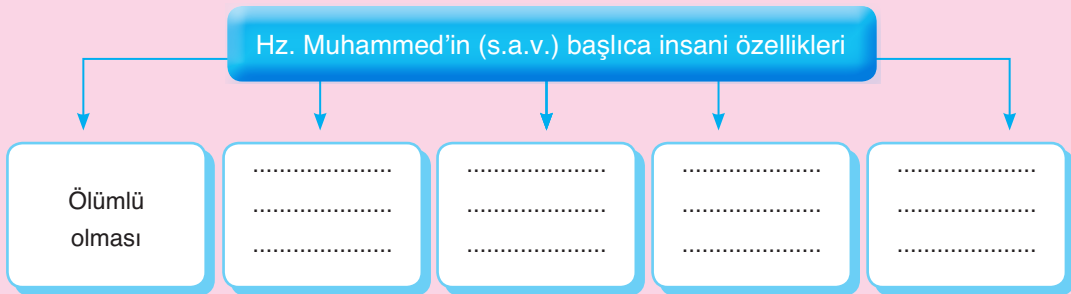 Hz. Muhammed'in (s.a.v.) başlıca insani özellikleri
Ölümlü
olması
..................... ..................... ..................... .....................
..................... ..................... ..................... .....................
..................... ..................... ..................... .....................